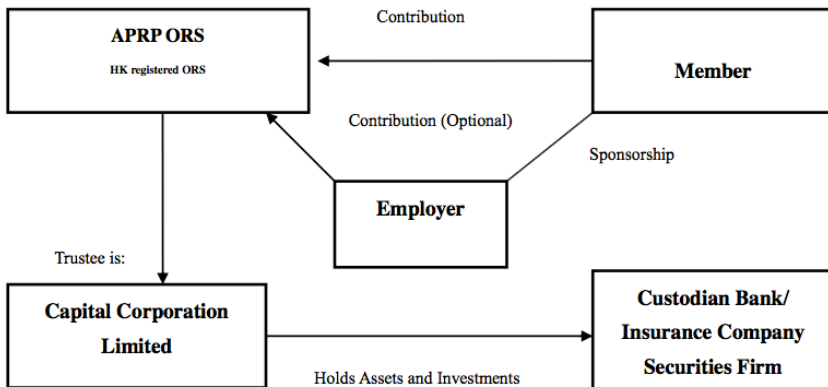 Contribution
APRP ORS
HK registered ORS
Member
Contribution (Optional)
Sponsorship
Employer
Trustee is:
Capital Corporation
Limited
Custodian Bank/
Insurance Company
Securities Firm
Holds Assets and Investments